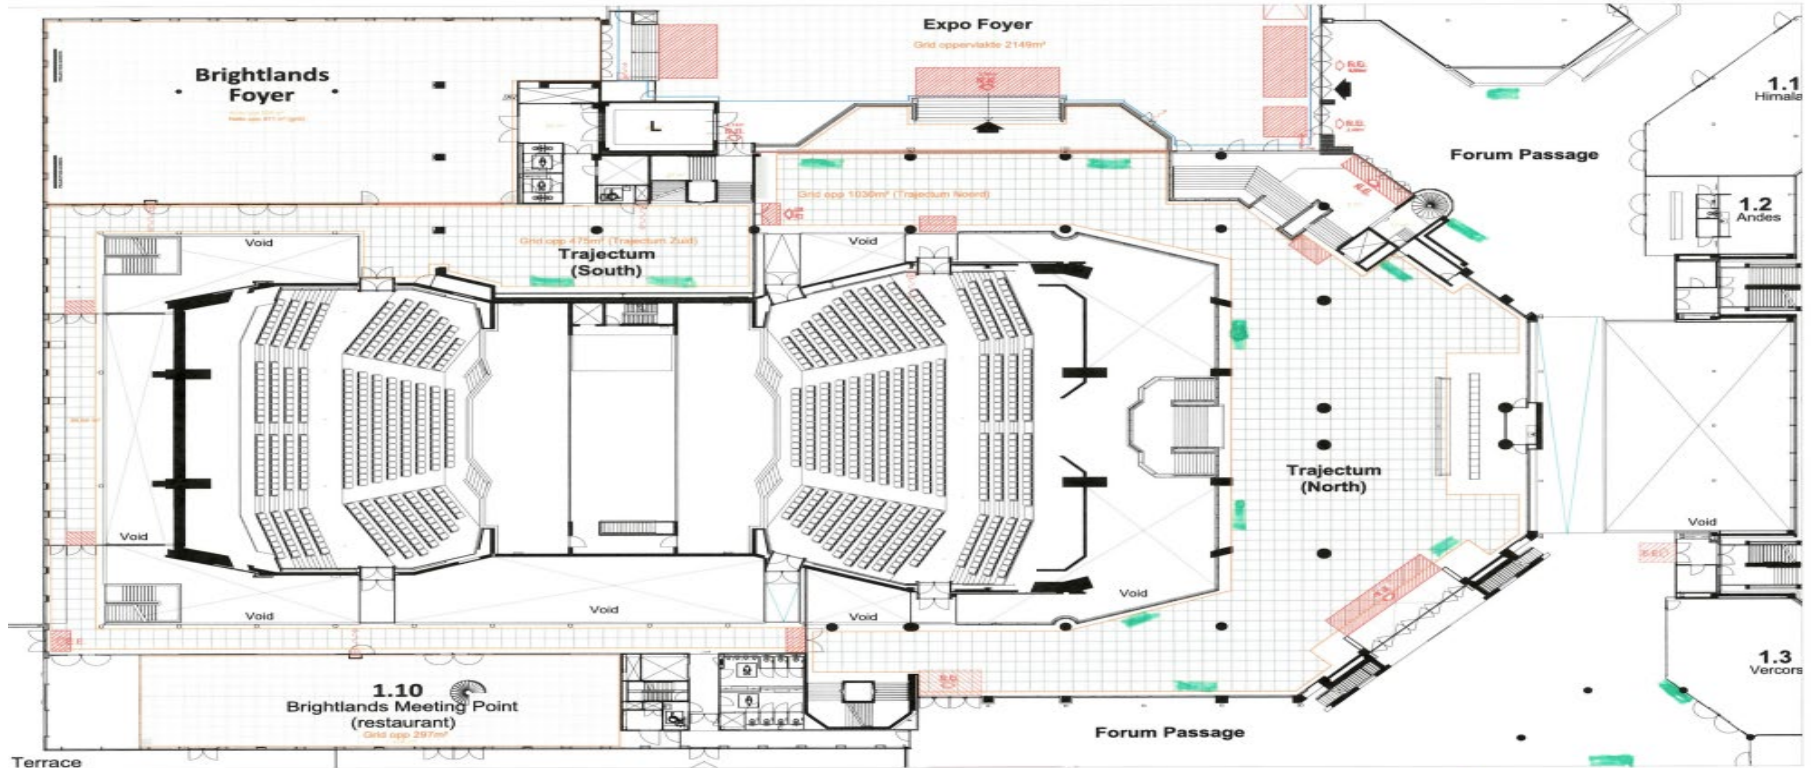 Expo Foyer
Grid oppervlakte 2149m²
Brightlands
Foyer
L
1.1
Himala
Forum Passage
Grid opp 1030m² (Trajectum Noord)
1.2
Andes
Void
Grid opp 475m² (Trajectum Zuid)
Trajectum
(South)
Void
Trajectum
(North)
Void
Void
Void
Void
Void
Void
Void
1.10
Brightlands Meeting Point
(restaurant)
Grid opp 297m²
1.3
Vercors
Forum Passage
Terrace